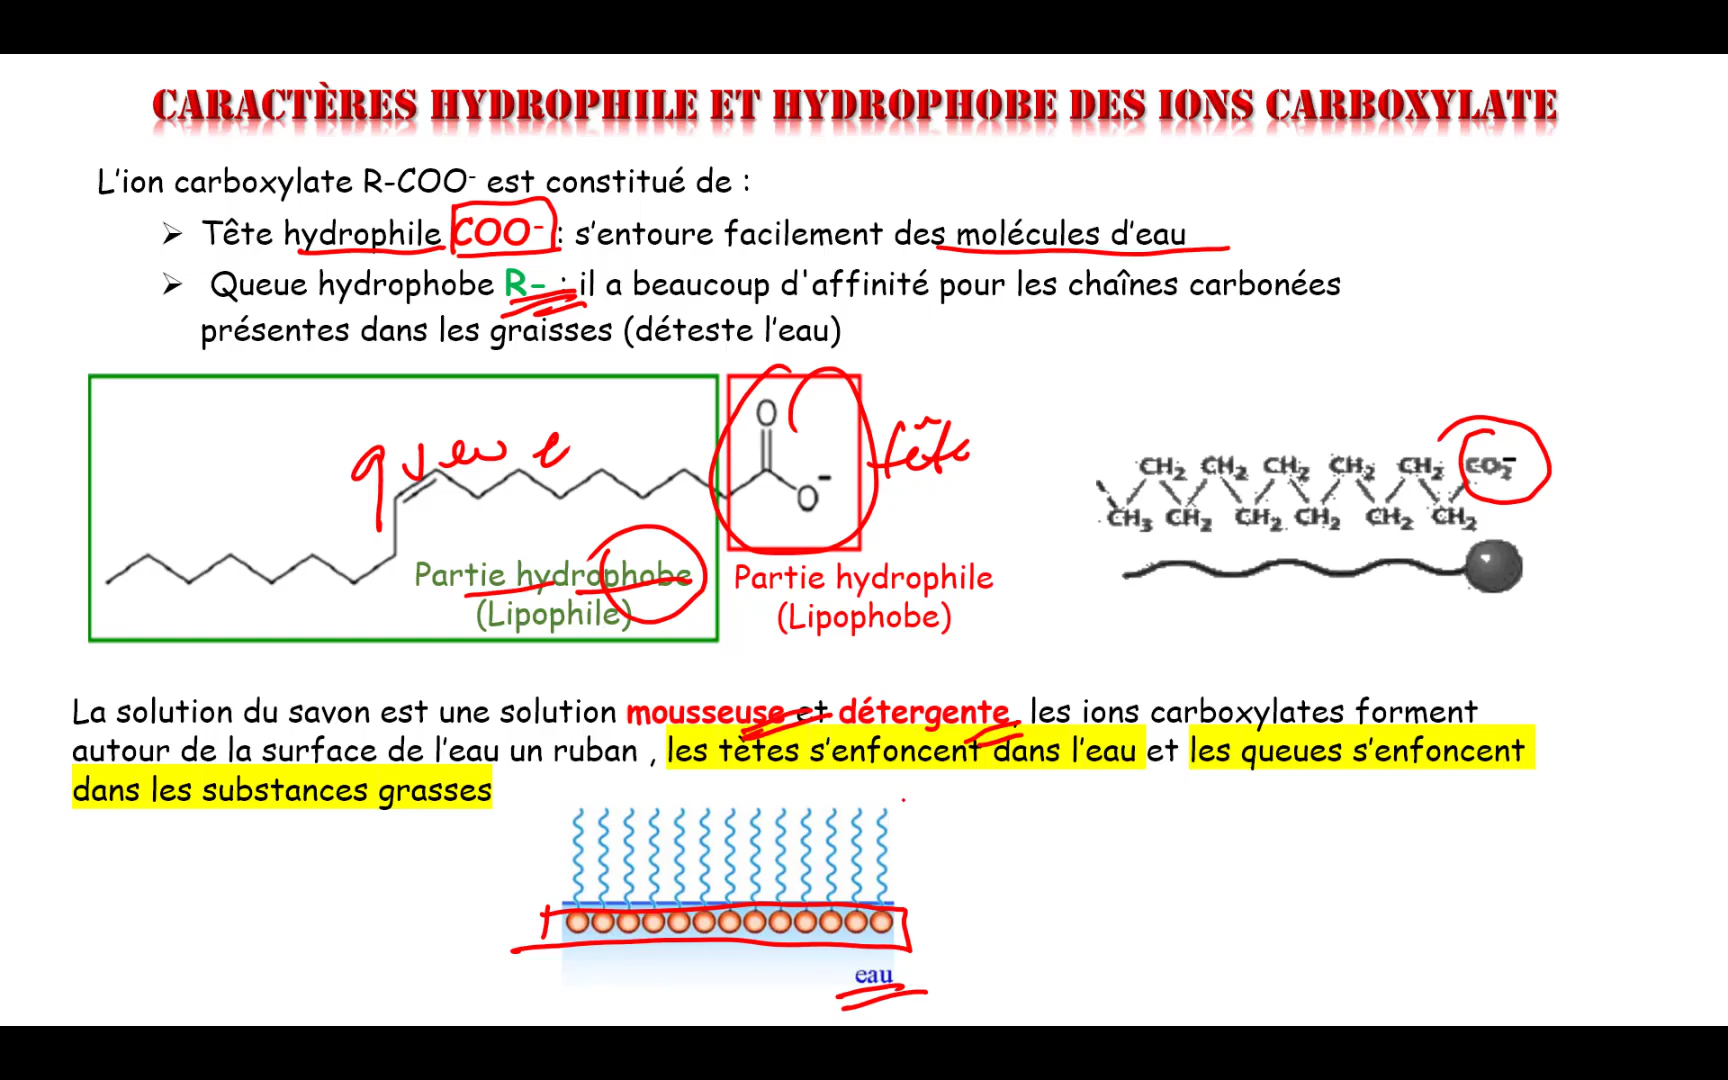 CARACTÈRES HYDROPHILE ET HYDROPHOBE DES IONS CARBOXYLATE
L'ion carboxylate R-COO⁻ est constitué de :
➢ Tête hydrophile COO⁻ : s'entoure facilement des molécules d'eau
➢ Queue hydrophobe R- : il a beaucoup d'affinité pour les chaînes carbonées
présentes dans les graisses (déteste l'eau)
queue
O
O⁻
tête
Partie hydrophobe
(Lipophile)
Partie hydrophile
(Lipophobe)
CH₂ CH₂ CH₂ CH₂ CH₂ CO₂⁻
CH₃ CH₂ CH₂ CH₂ CH₂ CH₂
La solution du savon est une solution mousseuse et détergente, les ions carboxylates forment
autour de la surface de l'eau un ruban , les têtes s'enfoncent dans l'eau et les queues s'enfoncent
dans les substances grasses
eau